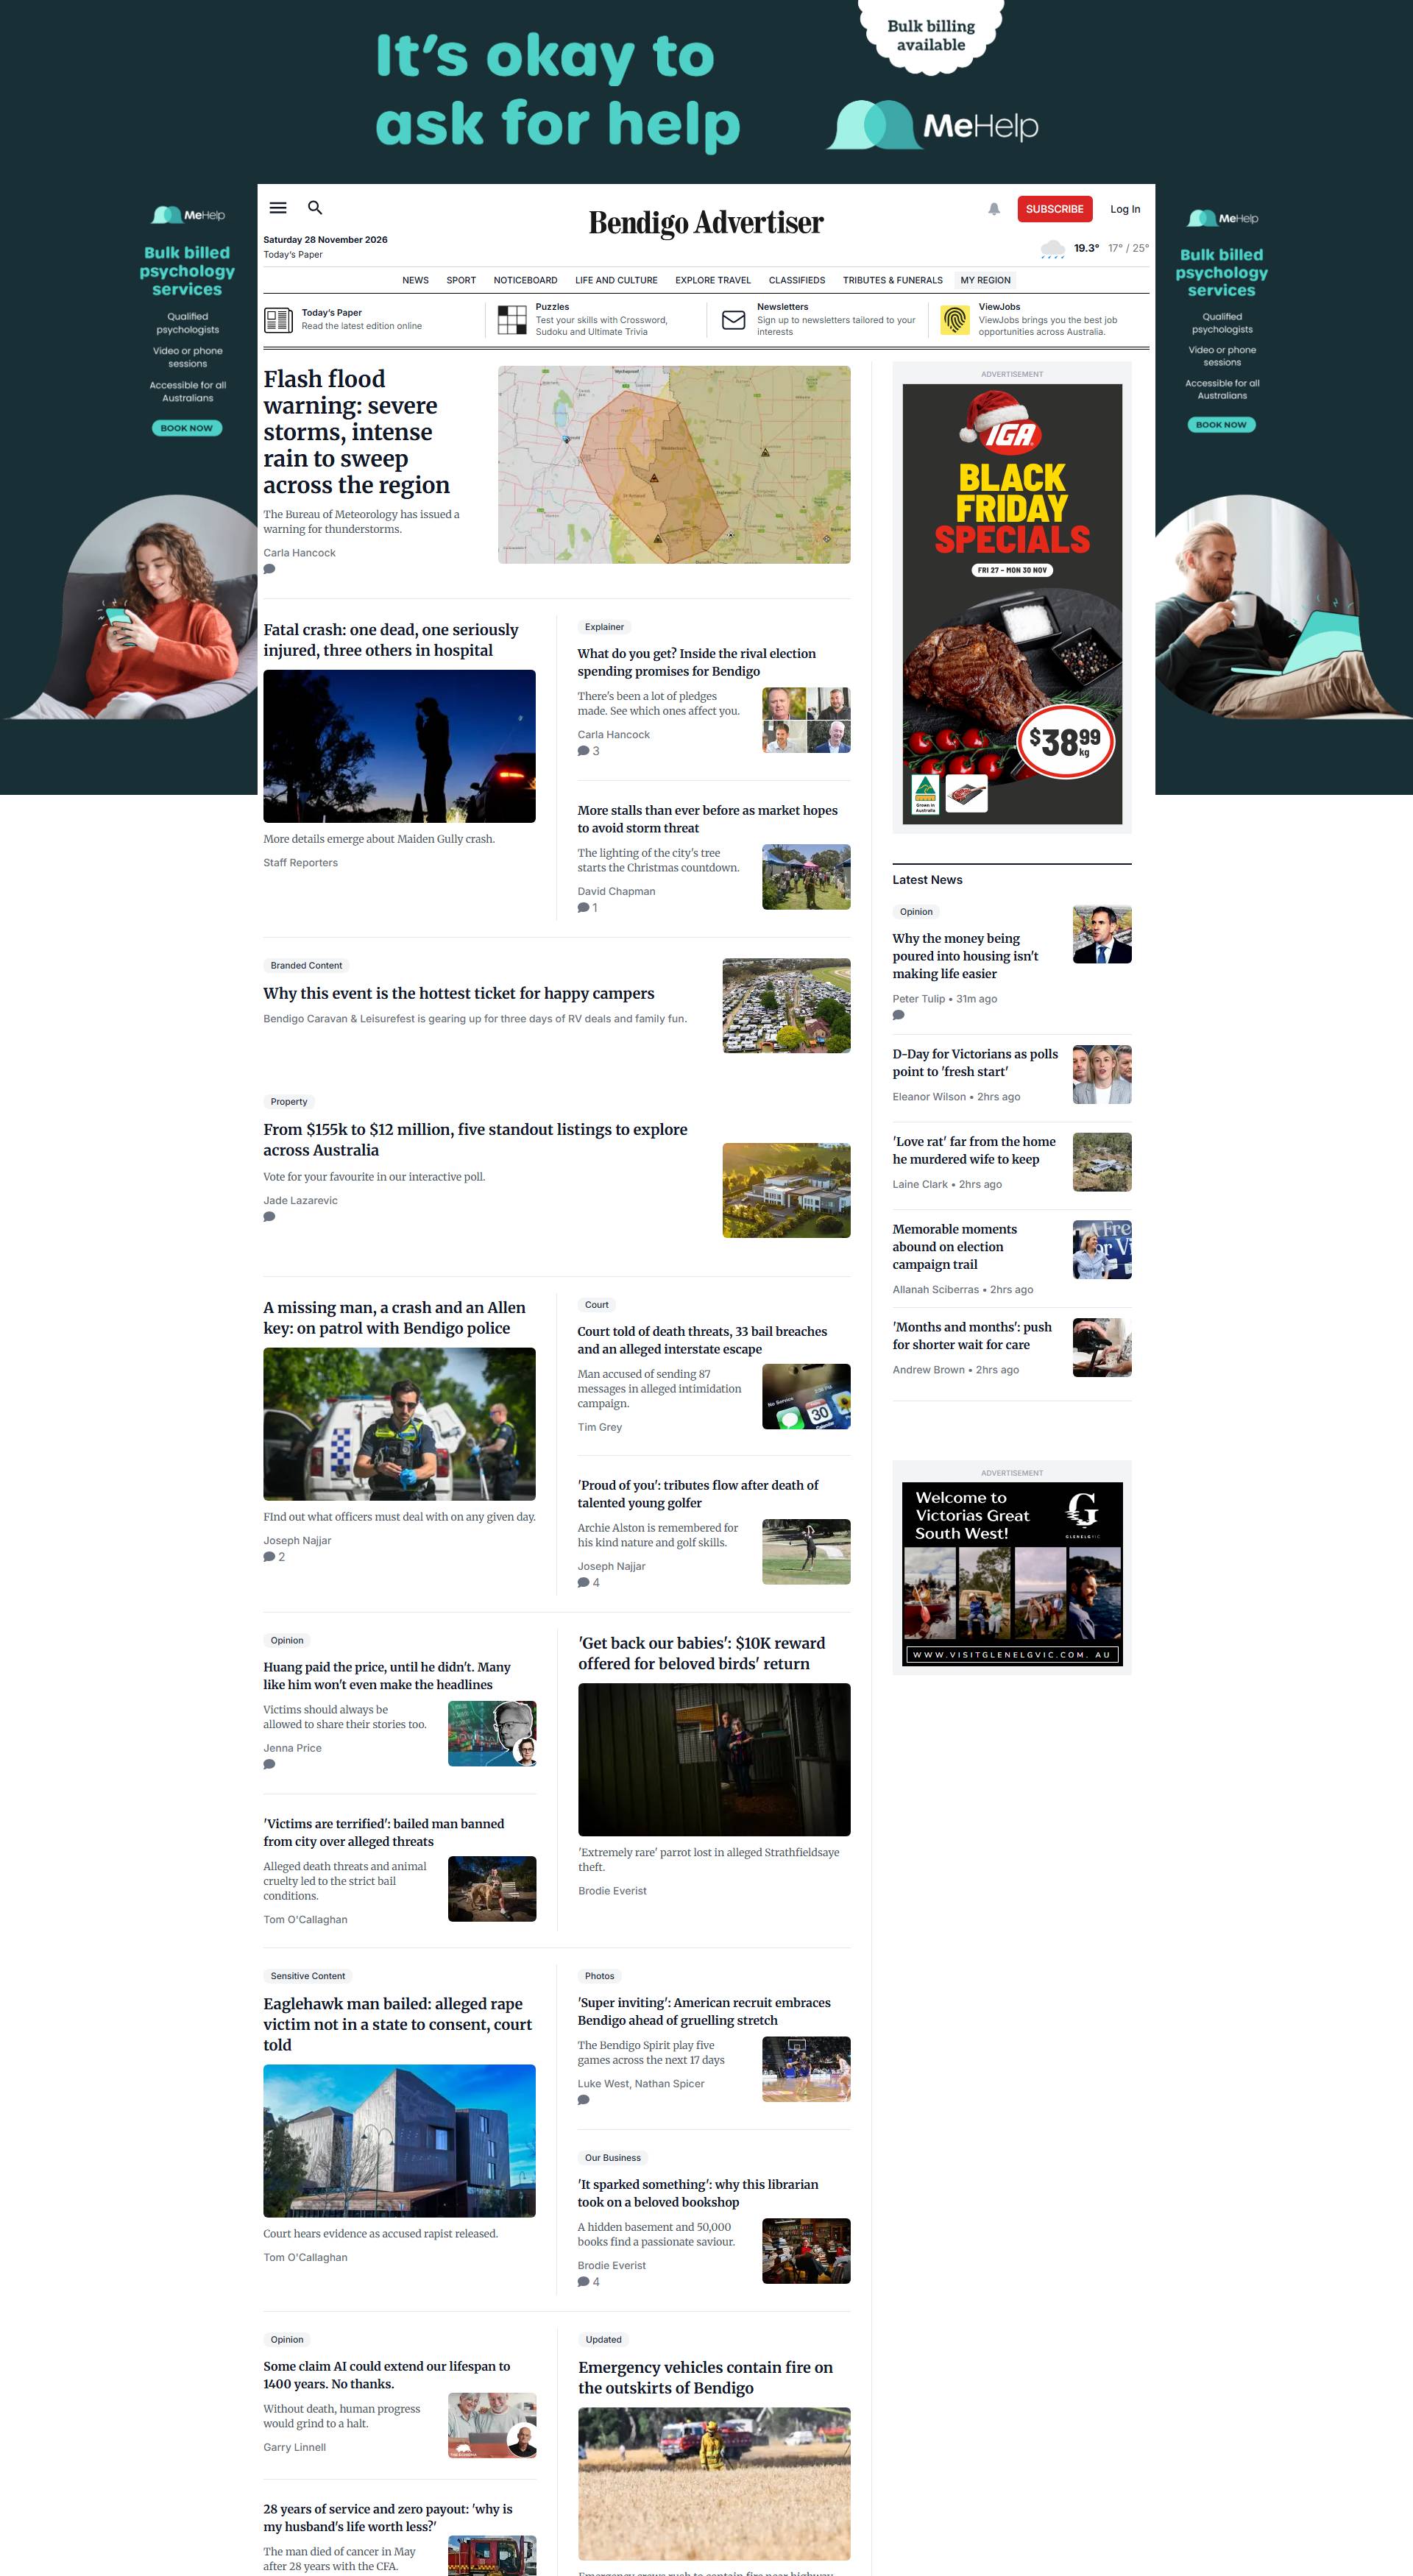 It's okay to
ask for help
Bulk billing
available
MeHelp
MeHelp
Bulk billed
psychology
services
Qualified
psychologists
Video or phone
sessions
Accessible for all
Australians
BOOK NOW
SUBSCRIBE
Log In
Bendigo Advertiser
Saturday 28 November 2026
Today's Paper
19.3° 17° / 25°
NEWS SPORT NOTICEBOARD LIFE AND CULTURE EXPLORE TRAVEL CLASSIFIEDS TRIBUTES & FUNERALS MY REGION
Today's Paper
Read the latest edition online
Puzzles
Test your skills with Crossword,
Sudoku and Ultimate Trivia
Newsletters
Sign up to newsletters tailored to your
interests
ViewJobs
ViewJobs brings you the best job
opportunities across Australia.
MeHelp
Bulk billed
psychology
services
Qualified
psychologists
Video or phone
sessions
Accessible for all
Australians
BOOK NOW
Flash flood
warning: severe
storms, intense
rain to sweep
across the region
The Bureau of Meteorology has issued a
warning for thunderstorms.
Carla Hancock
Fatal crash: one dead, one seriously
injured, three others in hospital
More details emerge about Maiden Gully crash.
Staff Reporters
Explainer
What do you get? Inside the rival election
spending promises for Bendigo
There's been a lot of pledges
made. See which ones affect you.
Carla Hancock
3
More stalls than ever before as market hopes
to avoid storm threat
The lighting of the city's tree
starts the Christmas countdown.
David Chapman
1
Branded Content
Why this event is the hottest ticket for happy campers
Bendigo Caravan & Leisurefest is gearing up for three days of RV deals and family fun.
Property
From $155k to $12 million, five standout listings to explore
across Australia
Vote for your favourite in our interactive poll.
Jade Lazarevic
A missing man, a crash and an Allen
key: on patrol with Bendigo police
FInd out what officers must deal with on any given day.
Joseph Najjar
2
Court
Court told of death threats, 33 bail breaches
and an alleged interstate escape
Man accused of sending 87
messages in alleged intimidation
campaign.
No Service
30
Calendar
Tim Grey
'Proud of you': tributes flow after death of
talented young golfer
Archie Alston is remembered for
his kind nature and golf skills.
Joseph Najjar
4
Opinion
Huang paid the price, until he didn't. Many
like him won't even make the headlines
Victims should always be
allowed to share their stories too.
Jenna Price
'Victims are terrified': bailed man banned
from city over alleged threats
Alleged death threats and animal
cruelty led to the strict bail
conditions.
Tom O'Callaghan
'Get back our babies': $10K reward
offered for beloved birds' return
'Extremely rare' parrot lost in alleged Strathfieldsaye
theft.
Brodie Everist
Sensitive Content
Eaglehawk man bailed: alleged rape
victim not in a state to consent, court
told
Court hears evidence as accused rapist released.
Tom O'Callaghan
Photos
'Super inviting': American recruit embraces
Bendigo ahead of gruelling stretch
The Bendigo Spirit play five
games across the next 17 days
Luke West, Nathan Spicer
Our Business
'It sparked something': why this librarian
took on a beloved bookshop
A hidden basement and 50,000
books find a passionate saviour.
Brodie Everist
4
Opinion
Some claim AI could extend our lifespan to
1400 years. No thanks.
Without death, human progress
would grind to a halt.
Garry Linnell
28 years of service and zero payout: 'why is
my husband's life worth less?'
The man died of cancer in May
after 28 years with the CFA.
Updated
Emergency vehicles contain fire on
the outskirts of Bendigo
ADVERTISEMENT
IGA
BLACK
FRIDAY
SPECIALS
FRI 27 - MON 30 NOV
$3899
kg
Grown in
Australia
Latest News
Opinion
Why the money being
poured into housing isn't
making life easier
Peter Tulip • 31m ago
D-Day for Victorians as polls
point to 'fresh start'
Eleanor Wilson • 2hrs ago
'Love rat' far from the home
he murdered wife to keep
Laine Clark • 2hrs ago
Memorable moments
abound on election
campaign trail
Allanah Sciberras • 2hrs ago
'Months and months': push
for shorter wait for care
Andrew Brown • 2hrs ago
ADVERTISEMENT
Welcome to
Victorias Great
South West!
G
GLENELGVIC
WWW.VISITGLENELGVIC.COM. AU